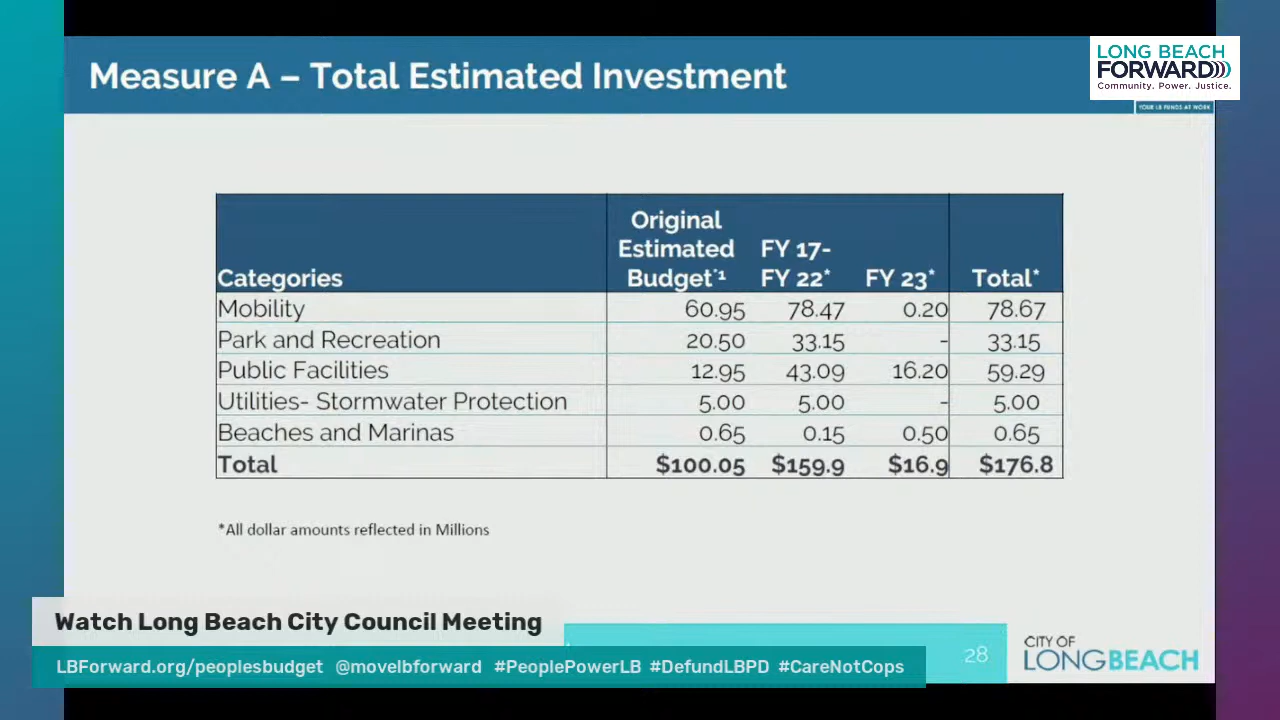 Measure A – Total Estimated Investment
LONG BEACH
FORWARD
Community. Power. Justice.
YOUR LB FUNDS AT WORK
Categories Original Estimated Budget*¹ FY 17- FY 22* FY 23* Total*
Mobility 60.95 78.47 0.20 78.67
Park and Recreation 20.50 33.15 - 33.15
Public Facilities 12.95 43.09 16.20 59.29
Utilities- Stormwater Protection 5.00 5.00 - 5.00
Beaches and Marinas 0.65 0.15 0.50 0.65
Total $100.05 $159.9 $16.9 $176.8
*All dollar amounts reflected in Millions
Watch Long Beach City Council Meeting
LBForward.org/peoplesbudget @movelbforward #PeoplePowerLB #DefundLBPD #CareNotCops
28
CITY OF
LONGBEACH